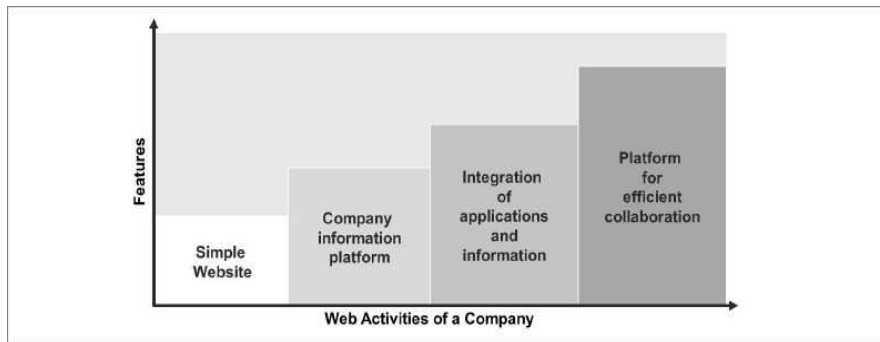 Features
Simple
Website
Company
information
platform
Integration
of
applications
and
information
Platform
for
efficient
collaboration
Web Activities of a Company